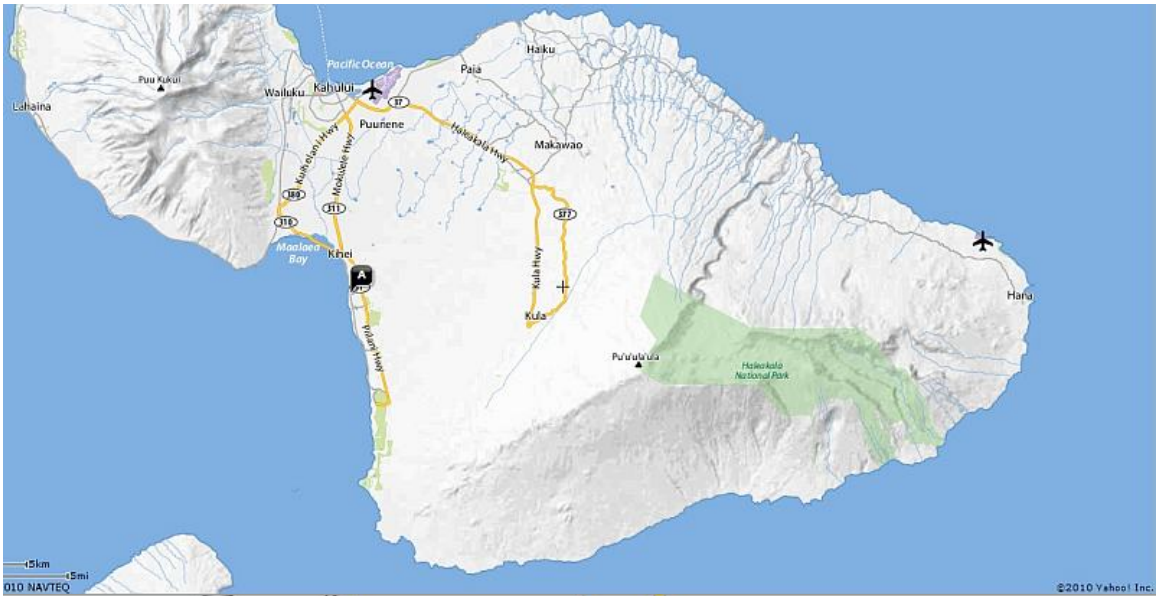 Haiku
Pacific Ocean
Paia
Puu Kukui
Wailuku
Kahului
Lahaina
37
Puunene
Haleakala Hwy
Kuihelani Hwy
Mokulele Hwy
Makawao
380
311
377
310
Maalaea
Bay
Kihei
A
Kula Hwy
Hana
Kula
Piilani Hwy
Pu'u'ula'ula
Haleakala
National Park
5km
5mi
010 NAVTEQ
©2010 Yahoo! Inc.